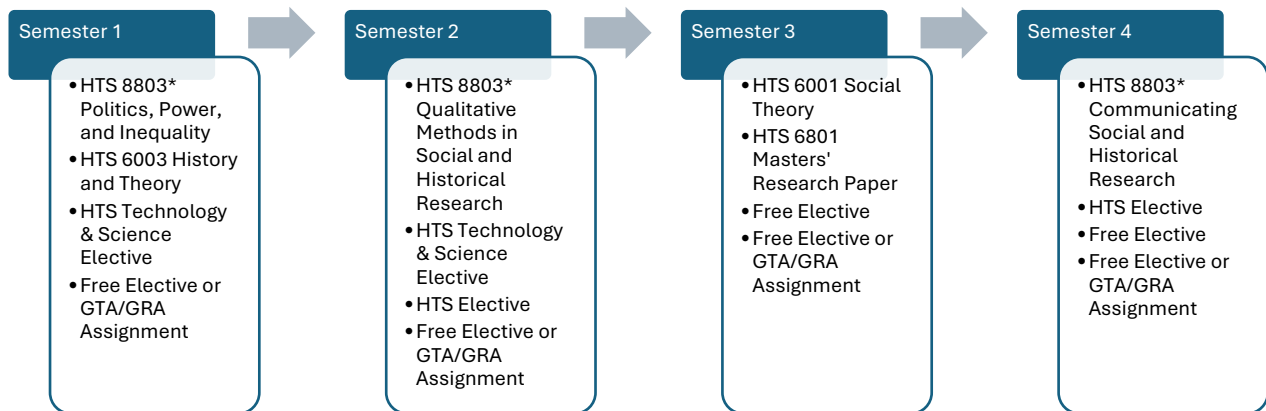 Semester 1
• HTS 8803*
Politics, Power,
and Inequality
• HTS 6003 History
and Theory
• HTS Technology
& Science
Elective
• Free Elective or
GTA/GRA
Assignment
Semester 2
• HTS 8803*
Qualitative
Methods in
Social and
Historical
Research
• HTS Technology
& Science
Elective
• HTS Elective
• Free Elective or
GTA/GRA
Assignment
Semester 3
• HTS 6001 Social
Theory
• HTS 6801
Masters'
Research Paper
• Free Elective
• Free Elective or
GTA/GRA
Assignment
Semester 4
• HTS 8803*
Communicating
Social and
Historical
Research
• HTS Elective
• Free Elective
• Free Elective or
GTA/GRA
Assignment